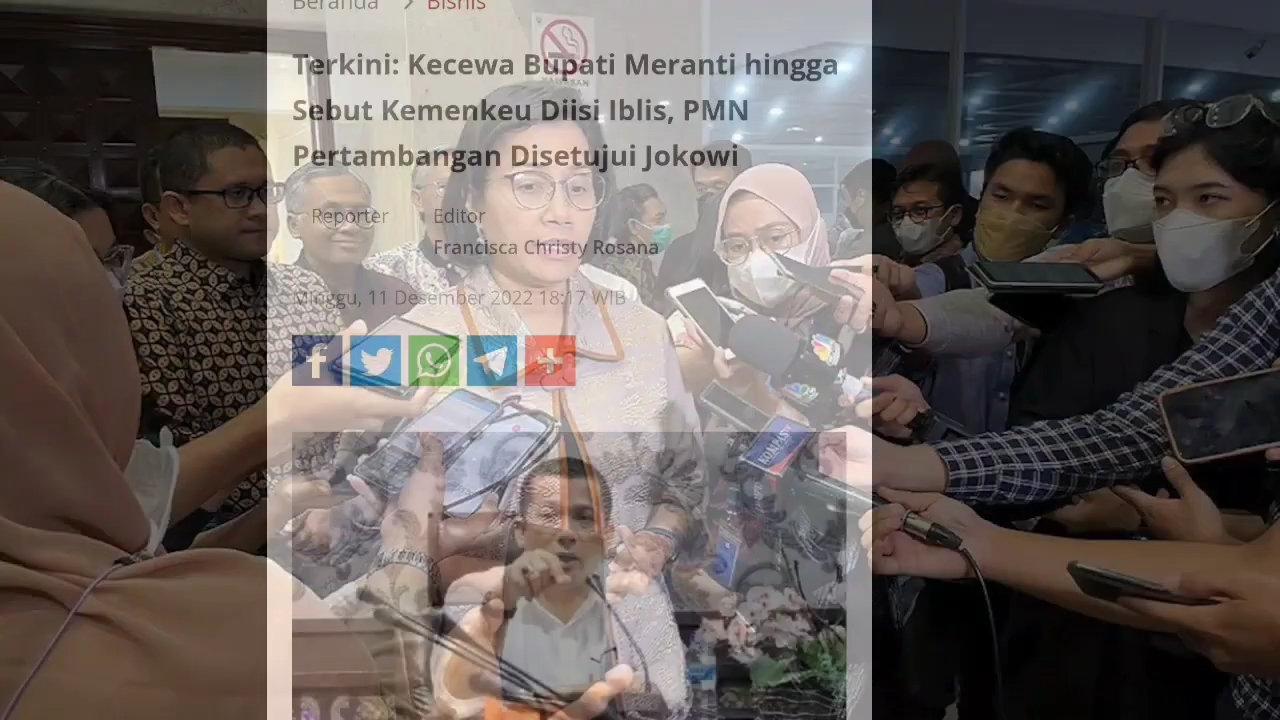 Beranda > Bisnis
Terkini: Kecewa Bupati Meranti hingga
Sebut Kemenkeu Diisi Iblis, PMN
Pertambangan Disetujui Jokowi
Reporter Editor
Francisca Christy Rosana
Minggu, 11 Desember 2022 18:17 WIB
KOMPAS